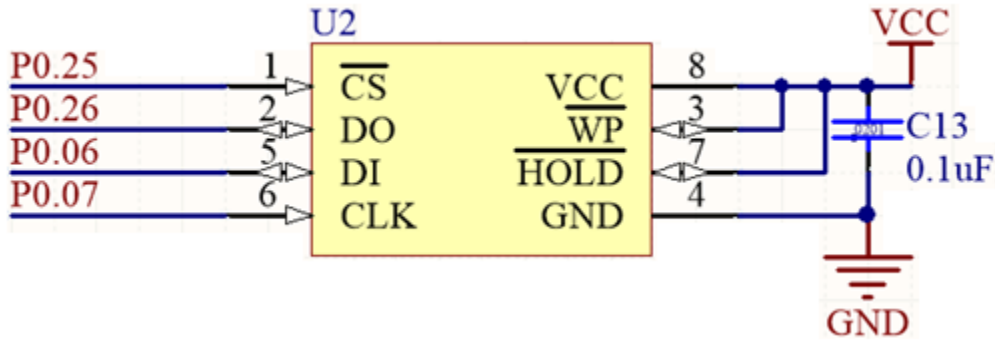 U2
VCC
P0.25 1 CS VCC 8
P0.26 2 DO WP 3
P0.06 5 DI HOLD 7
P0.07 6 CLK GND 4
0201 C13
0.1uF
GND